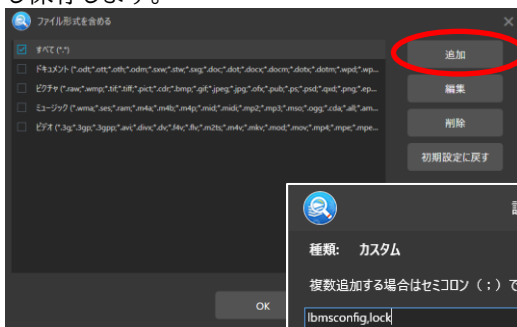 し保存します。
ファイル形式を含める
すべて (*.*)
追加
ドキュメント (*.odt;*.ott;*.oth;*.odm;*.sxw;*.stw;*.sxg;*.doc;*.dot;*.docx;*.docm;*.dotx;*.dotm;*.wpd;*.wp...
ピクチャ (*.raw;*.wmp;*.tif;*.tiff;*.pict;*.cdr;*.bmp;*.gif;*.jpeg;*.jpg;*.ofix;*.pub;*.ps;*.psd;*.qxd;*.png;*.ep...
編集
ミュージック (*.wma;*.ses;*.ram;*.m4a;*.m4b;*.m4p;*.mid;*.midi;*.mp2;*.mp3;*.mso;*.ogg;*.cda;*.aif;*.am...
ビデオ (*.3g;*.3gp;*.3gpp;*.avi;*.divx;*.dv;*.f4v;*.flv;*.m2ts;*.m4v;*.mkv;*.mod;*.mov;*.mp4;*.mpe;*.mpe...
削除
初期設定に戻す
種類: カスタム
複数追加する場合はセミコロン(;)で
OK
lbmsconfig,lock